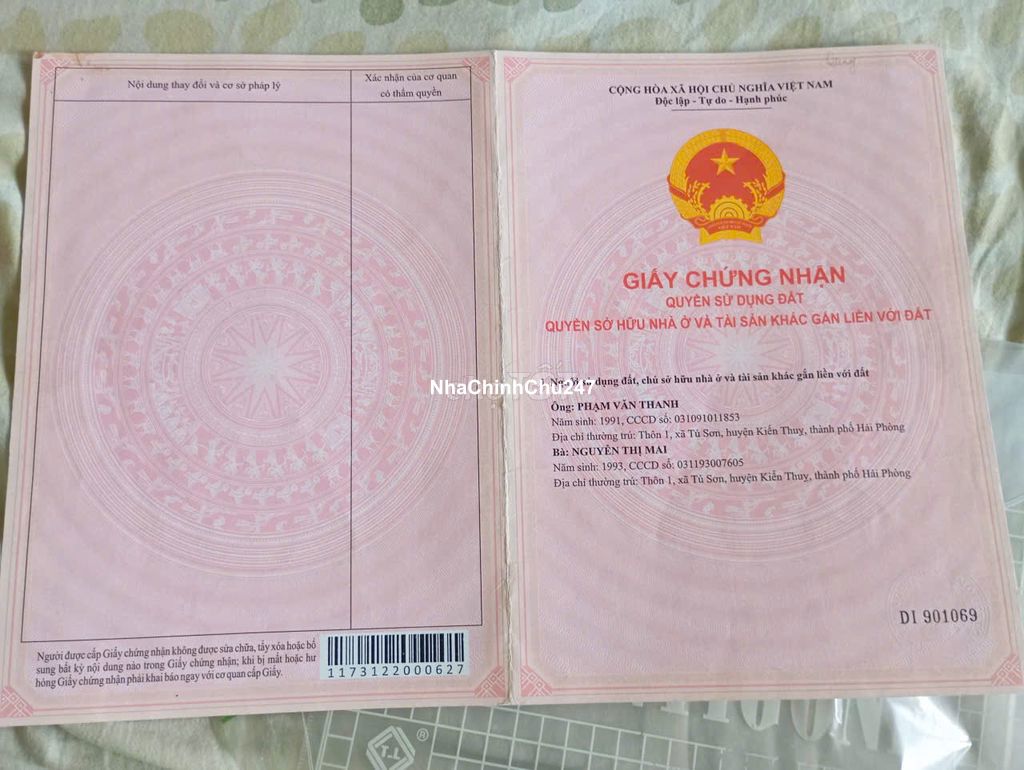 Nội dung thay đổi và cơ sở pháp lý
Xác nhận của cơ quan
có thẩm quyền
Người được cấp Giấy chứng nhận không được sửa chữa, tẩy xóa hoặc bổ
sung bất kỳ nội dung nào trong Giấy chứng nhận; khi bị mất hoặc hư
hỏng Giấy chứng nhận phải khai báo ngay với cơ quan cấp Giấy.
1173122000627
CỘNG HÒA XÃ HỘI CHỦ NGHĨA VIỆT NAM
Độc lập - Tự do - Hạnh phúc
VIỆT NAM
GIẤY CHỨNG NHẬN
QUYỀN SỬ DỤNG ĐẤT
QUYỀN SỞ HỮU NHÀ Ở VÀ TÀI SẢN KHÁC GẮN LIỀN VỚI ĐẤT
Người sử dụng đất, chủ sở hữu nhà ở và tài sản khác gắn liền với đất
NhaChinhChu247
Ông: PHẠM VĂN THANH
Năm sinh: 1991, CCCD số: 031091011853
Địa chỉ thường trú: Thôn 1, xã Tú Sơn, huyện Kiến Thuỵ, thành phố Hải Phòng
Bà: NGUYỄN THỊ MAI
Năm sinh: 1993, CCCD số: 031193007605
Địa chỉ thường trú: Thôn 1, xã Tú Sơn, huyện Kiến Thuỵ, thành phố Hải Phòng
DI 901069
T.L
®